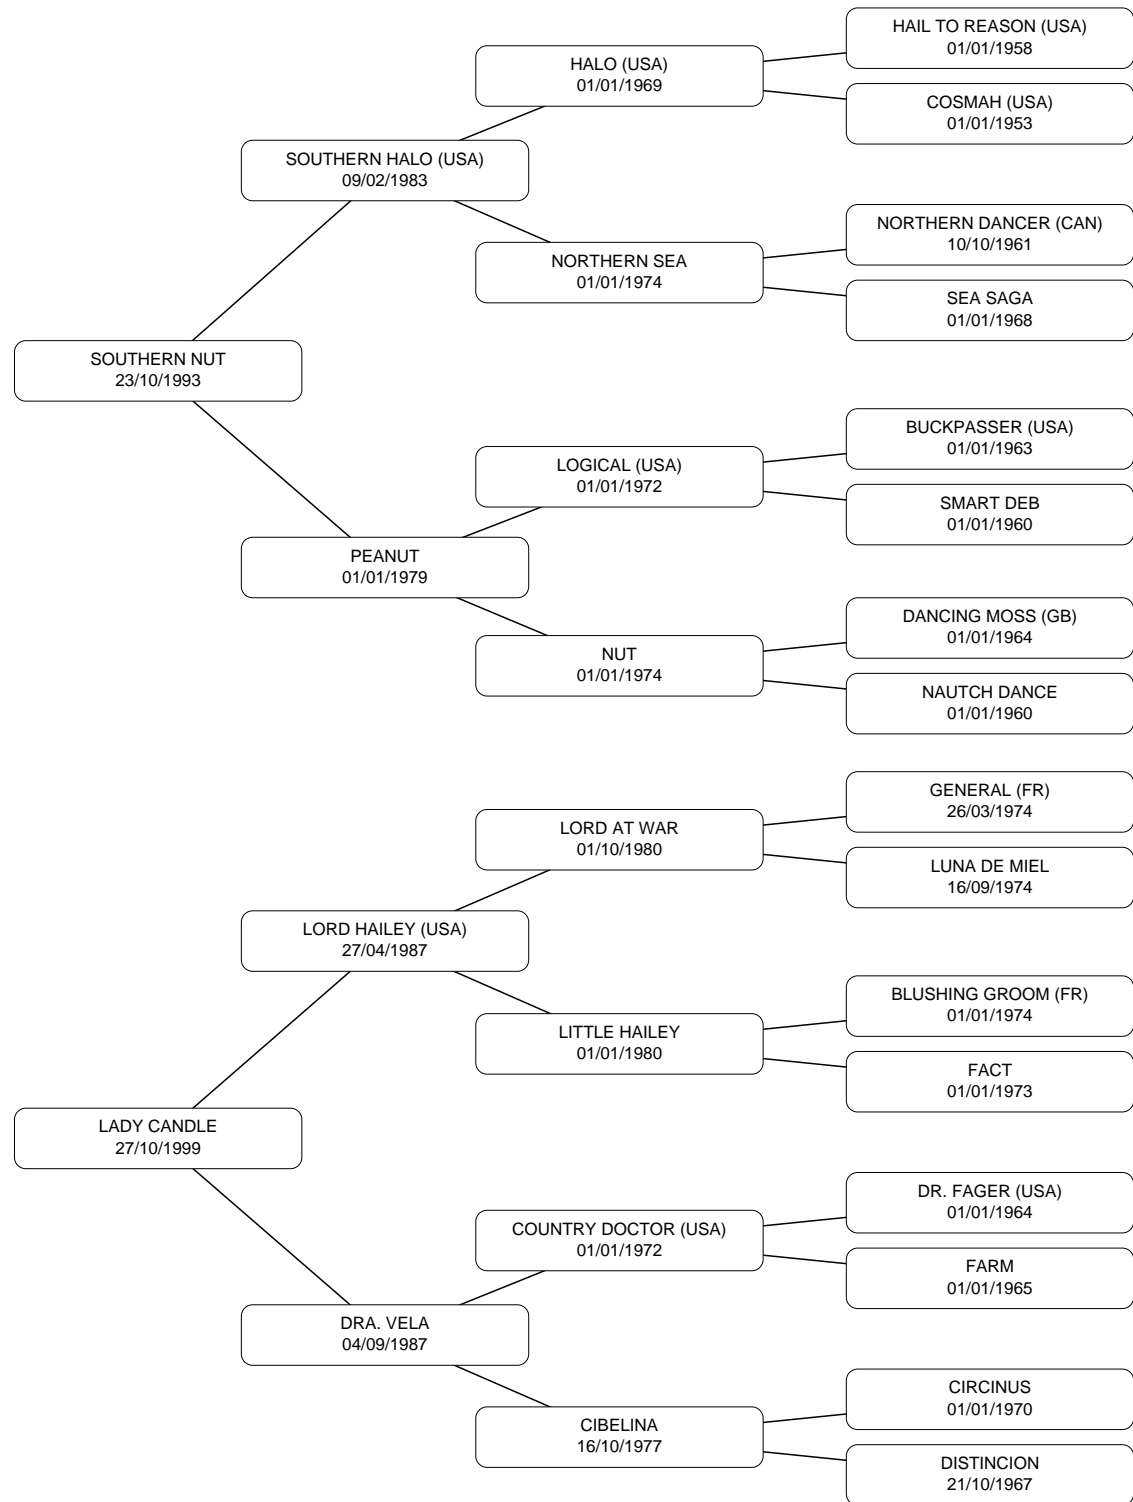 HAIL TO REASON (USA)
01/01/1958
HALO (USA)
01/01/1969
COSMAH (USA)
01/01/1953
SOUTHERN HALO (USA)
09/02/1983
NORTHERN DANCER (CAN)
10/10/1961
NORTHERN SEA
01/01/1974
SEA SAGA
01/01/1968
SOUTHERN NUT
23/10/1993
BUCKPASSER (USA)
01/01/1963
LOGICAL (USA)
01/01/1972
SMART DEB
01/01/1960
PEANUT
01/01/1979
DANCING MOSS (GB)
01/01/1964
NUT
01/01/1974
NAUTCH DANCE
01/01/1960
GENERAL (FR)
26/03/1974
LORD AT WAR
01/10/1980
LUNA DE MIEL
16/09/1974
LORD HAILEY (USA)
27/04/1987
BLUSHING GROOM (FR)
01/01/1974
LITTLE HAILEY
01/01/1980
FACT
01/01/1973
LADY CANDLE
27/10/1999
DR. FAGER (USA)
01/01/1964
COUNTRY DOCTOR (USA)
01/01/1972
FARM
01/01/1965
DRA. VELA
04/09/1987
CIRCINUS
01/01/1970
CIBELINA
16/10/1977
DISTINCION
21/10/1967